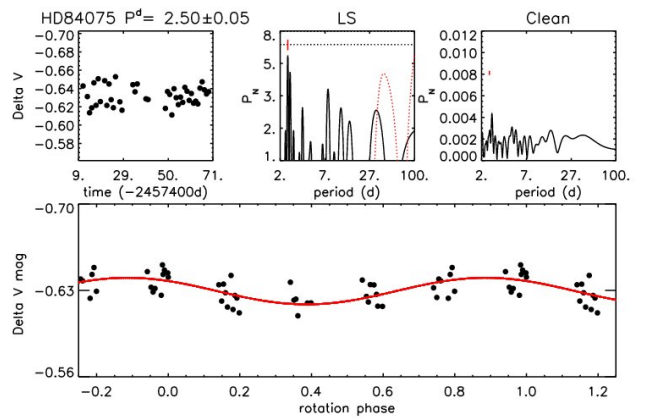 HD84075 P^d= 2.50±0.05
LS
Clean
Delta V
-0.70
-0.68
-0.66
-0.64
-0.62
-0.60
-0.58
9. 29. 50. 71.
time (-2457400d)
P_N
8.
5.
3.
2.
1.
2. 7. 27. 100.
period (d)
P_N
0.012
0.010
0.008
0.006
0.004
0.002
0.000
2. 7. 27. 100.
period (d)
Delta V mag
-0.70
-0.63
-0.56
-0.2 0.0 0.2 0.4 0.6 0.8 1.0 1.2
rotation phase